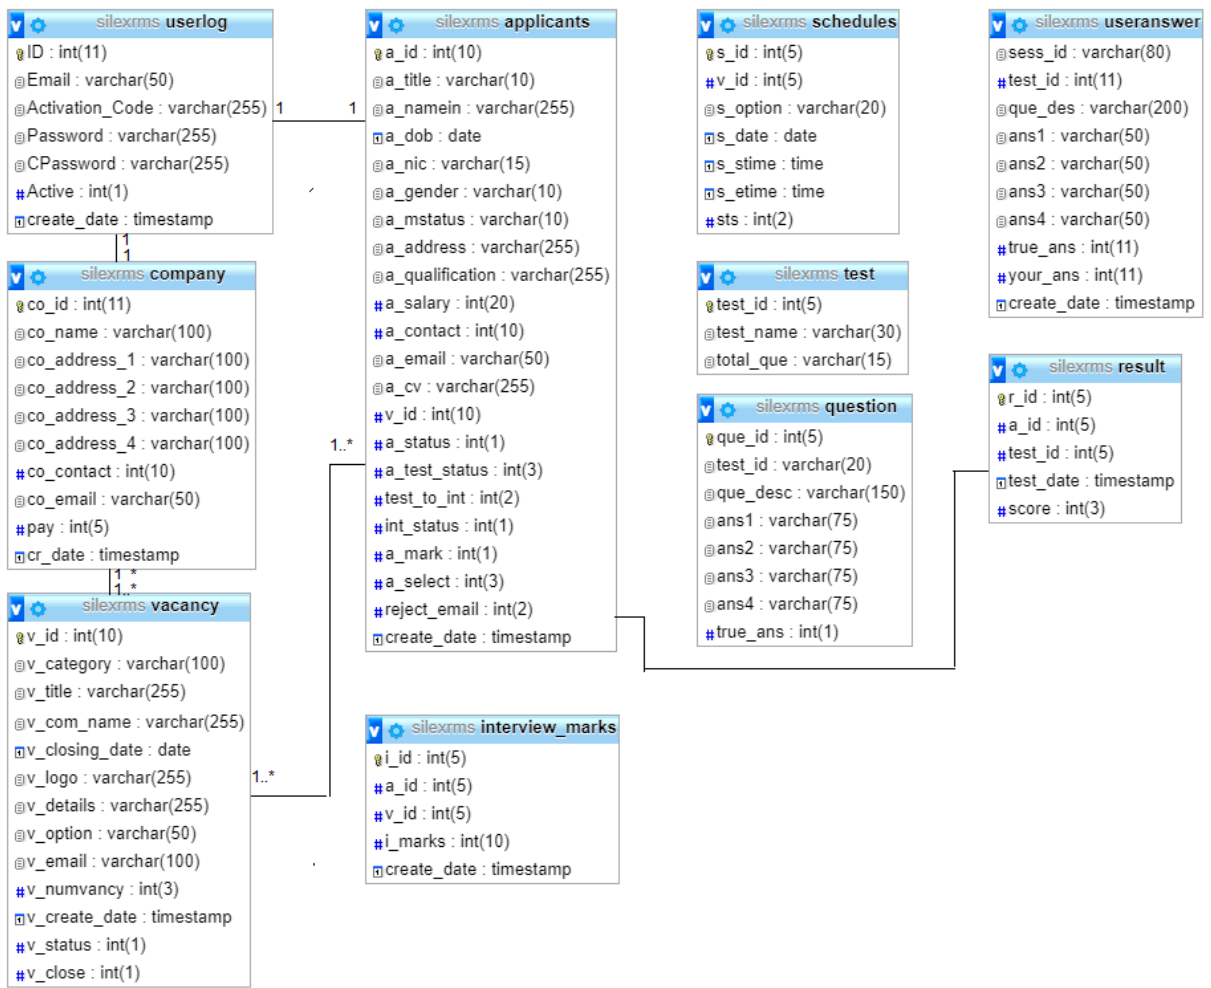 silexrms userlog
ID : int(11)
Email : varchar(50)
Activation_Code : varchar(255)
Password : varchar(255)
CPassword : varchar(255)
Active : int(1)
create_date : timestamp
1
1
1
1
silexrms company
co_id : int(11)
co_name : varchar(100)
co_address_1 : varchar(100)
co_address_2 : varchar(100)
co_address_3 : varchar(100)
co_address_4 : varchar(100)
co_contact : int(10)
co_email : varchar(50)
pay : int(5)
cr_date : timestamp
1..*
1..*
silexrms vacancy
v_id : int(10)
v_category : varchar(100)
v_title : varchar(255)
v_com_name : varchar(255)
v_closing_date : date
v_logo : varchar(255)
v_details : varchar(255)
v_option : varchar(50)
v_email : varchar(100)
v_numvancy : int(3)
v_create_date : timestamp
v_status : int(1)
v_close : int(1)
1..*
1..*
silexrms applicants
a_id : int(10)
a_title : varchar(10)
a_namein : varchar(255)
a_dob : date
a_nic : varchar(15)
a_gender : varchar(10)
a_mstatus : varchar(10)
a_address : varchar(255)
a_qualification : varchar(255)
a_salary : int(20)
a_contact : int(10)
a_email : varchar(50)
a_cv : varchar(255)
v_id : int(10)
a_status : int(1)
a_test_status : int(3)
test_to_int : int(2)
int_status : int(1)
a_mark : int(1)
a_select : int(3)
reject_email : int(2)
create_date : timestamp
silexrms interview_marks
i_id : int(5)
a_id : int(5)
v_id : int(5)
i_marks : int(10)
create_date : timestamp
silexrms schedules
s_id : int(5)
v_id : int(5)
s_option : varchar(20)
s_date : date
s_stime : time
s_etime : time
sts : int(2)
silexrms test
test_id : int(5)
test_name : varchar(30)
total_que : varchar(15)
silexrms question
que_id : int(5)
test_id : varchar(20)
que_desc : varchar(150)
ans1 : varchar(75)
ans2 : varchar(75)
ans3 : varchar(75)
ans4 : varchar(75)
true_ans : int(1)
silexrms useranswer
sess_id : varchar(80)
test_id : int(11)
que_des : varchar(200)
ans1 : varchar(50)
ans2 : varchar(50)
ans3 : varchar(50)
ans4 : varchar(50)
true_ans : int(11)
your_ans : int(11)
create_date : timestamp
silexrms result
r_id : int(5)
a_id : int(5)
test_id : int(5)
test_date : timestamp
score : int(3)